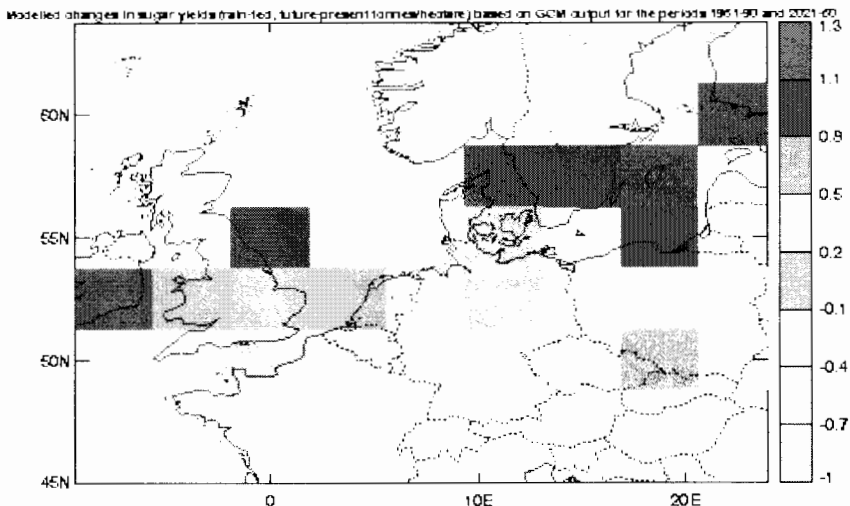 Modelled changes in sugar yields (rain-fed, future-present tonnes/hectare) based on GCM output for the periods 1961-90 and 2021-50
1.3
60N
1.1
0.8
0.5
55N
0.2
-0.1
50N
-0.4
-0.7
45N
-1
0
10E
20E